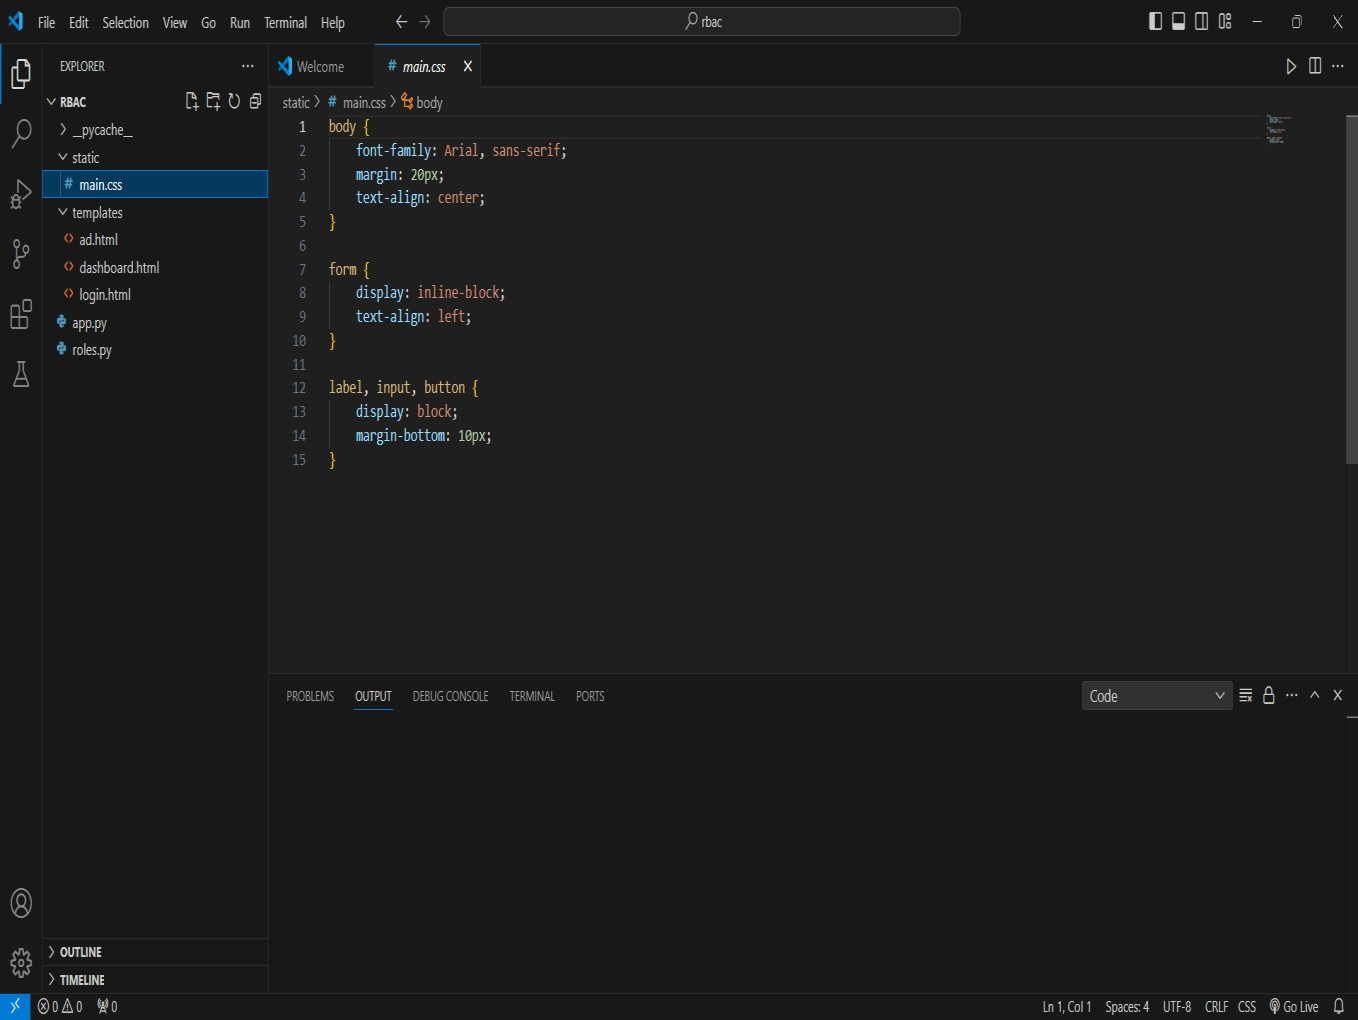 File Edit Selection View Go Run Terminal Help
rbac
EXPLORER
Welcome
# main.css
RBAC
static > # main.css > body
__pycache__
static
# main.css
templates
<> ad.html
<> dashboard.html
<> login.html
app.py
roles.py
1 body {
2 font-family: Arial, sans-serif;
3 margin: 20px;
4 text-align: center;
5 }
6
7 form {
8 display: inline-block;
9 text-align: left;
10 }
11
12 label, input, button {
13 display: block;
14 margin-bottom: 10px;
15 }
PROBLEMS OUTPUT DEBUG CONSOLE TERMINAL PORTS
Code
OUTLINE
TIMELINE
0 0 0
Ln 1, Col 1 Spaces: 4 UTF-8 CRLF CSS Go Live